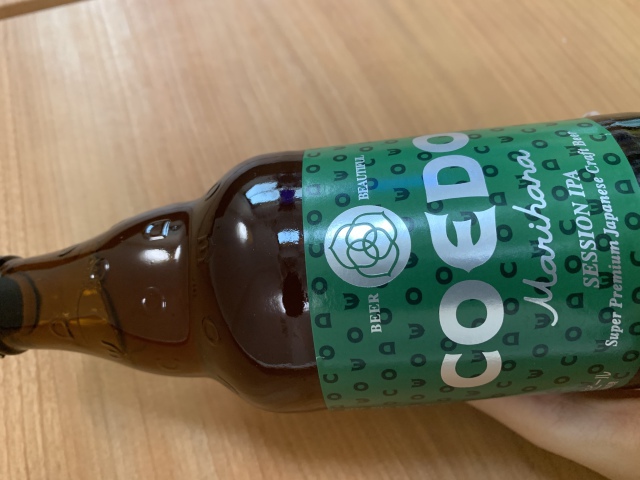 BEER BEAUTIFUL
COEDO
Marihana
SESSION IPA
Super Premium Japanese Craft Beer